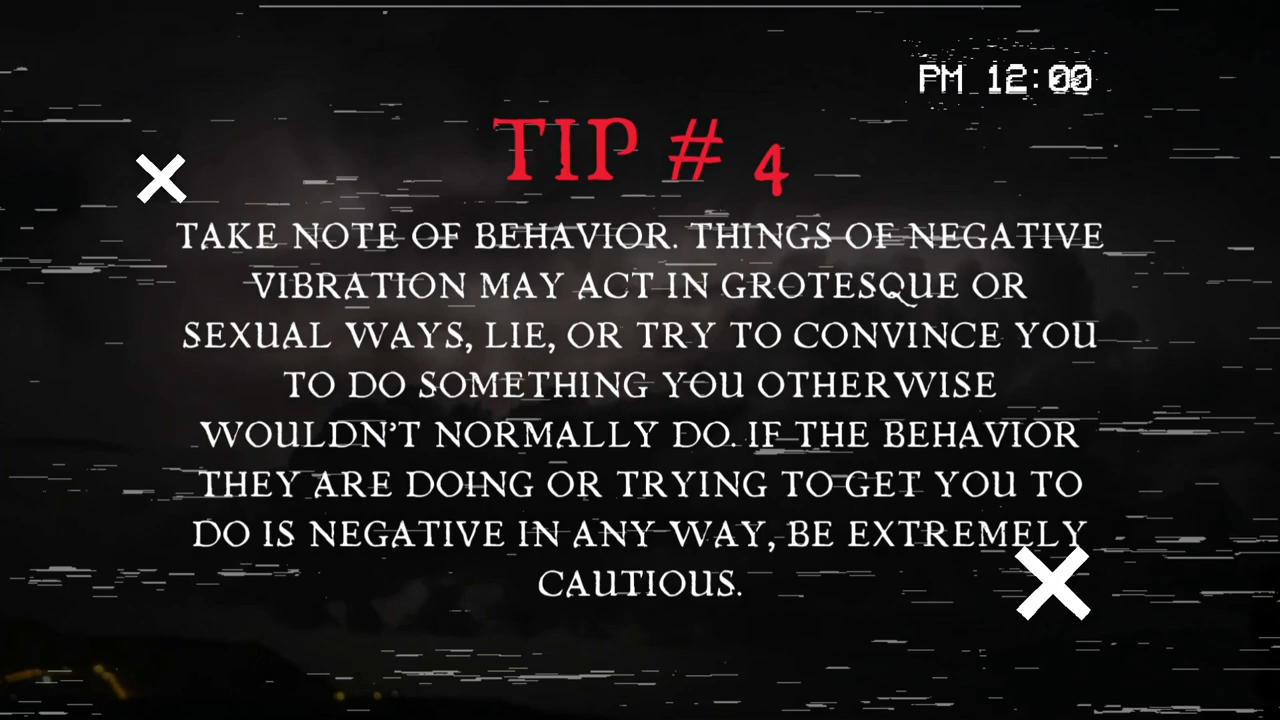 PM 12:00
TIP # 4
TAKE NOTE OF BEHAVIOR. THINGS OF NEGATIVE
VIBRATION MAY ACT IN GROTESQUE OR
SEXUAL WAYS, LIE, OR TRY TO CONVINCE YOU
TO DO SOMETHING YOU OTHERWISE
WOULDN'T NORMALLY DO. IF THE BEHAVIOR
THEY ARE DOING OR TRYING TO GET YOU TO
DO IS NEGATIVE IN ANY WAY, BE EXTREMELY
CAUTIOUS.